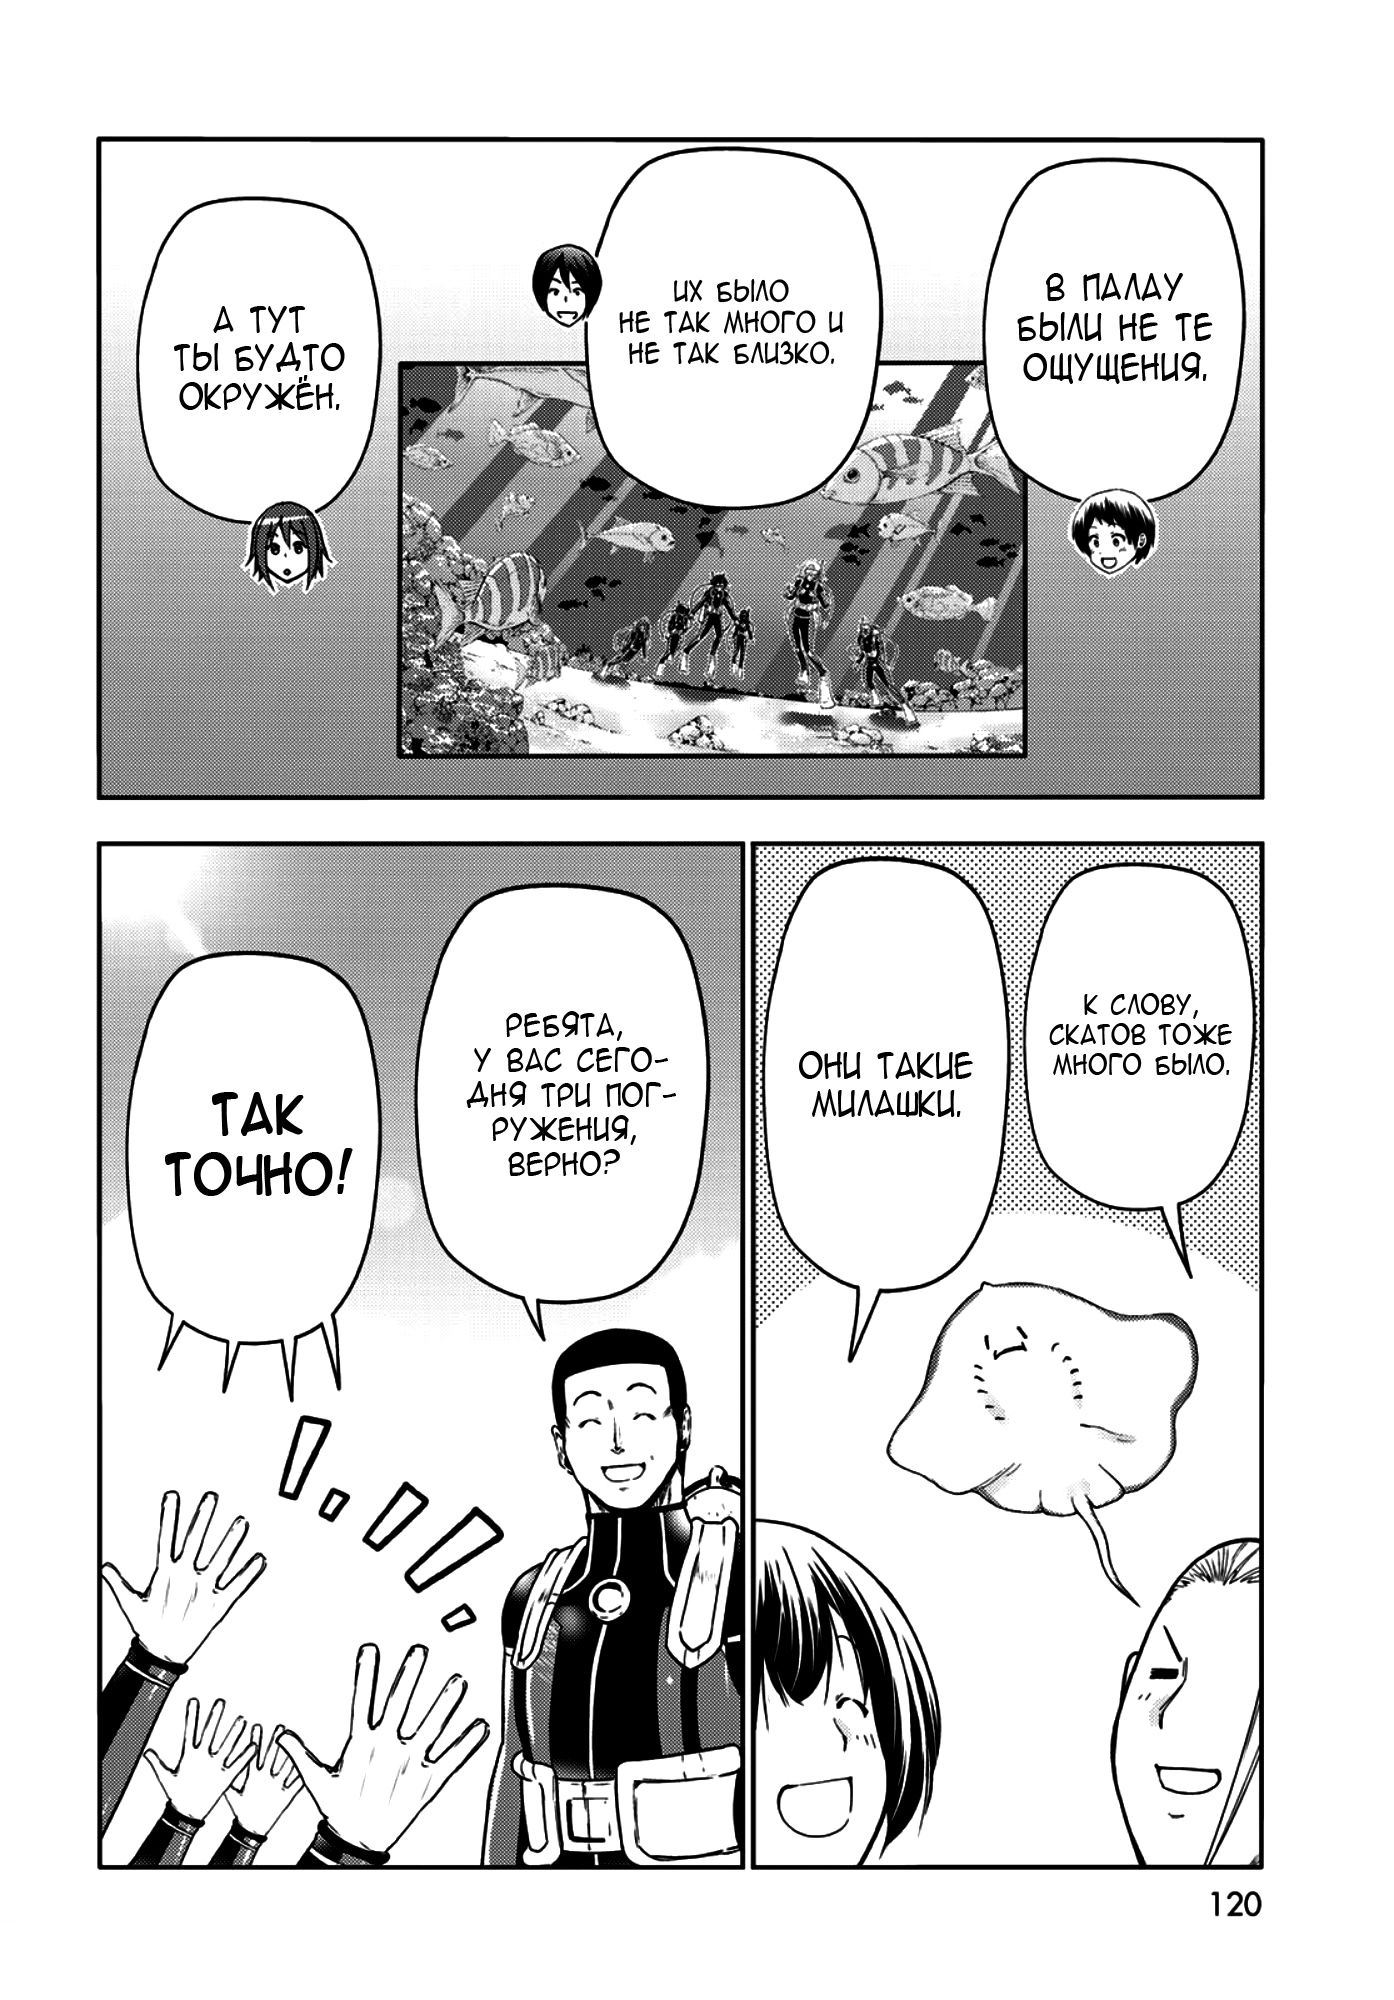 В ПАЛАУ
БЫЛИ НЕ ТЕ
ОЩУЩЕНИЯ.
ИХ БЫЛО
НЕ ТАК МНОГО И
НЕ ТАК БЛИЗКО.
А ТУТ
ТЫ БУДТО
ОКРУЖЁН.
К СЛОВУ,
СКАТОВ ТОЖЕ
МНОГО БЫЛО.
ОНИ ТАКИЕ
МИЛАШКИ.
РЕБЯТА,
У ВАС СЕГО-
ДНЯ ТРИ ПОГ-
РУЖЕНИЯ,
ВЕРНО?
ТАК
ТОЧНО!
120